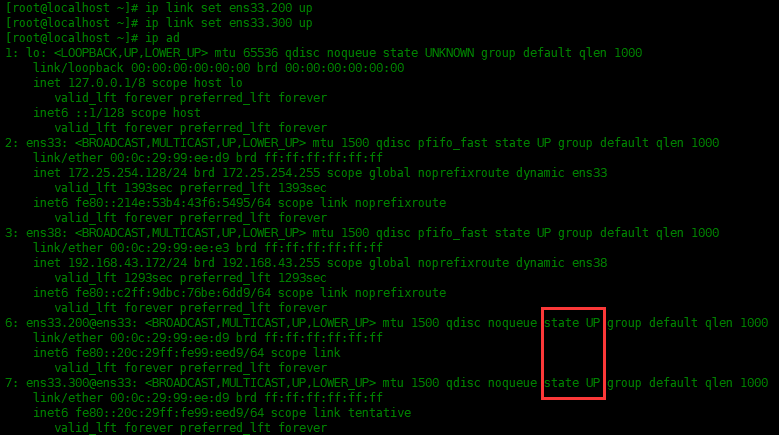 [root@localhost ~]# ip link set ens33.200 up
[root@localhost ~]# ip link set ens33.300 up
[root@localhost ~]# ip ad
1: lo: <LOOPBACK,UP,LOWER_UP> mtu 65536 qdisc noqueue state UNKNOWN group default qlen 1000
link/loopback 00:00:00:00:00:00 brd 00:00:00:00:00:00
inet 127.0.0.1/8 scope host lo
valid_lft forever preferred_lft forever
inet6 ::1/128 scope host
valid_lft forever preferred_lft forever
2: ens33: <BROADCAST,MULTICAST,UP,LOWER_UP> mtu 1500 qdisc pfifo_fast state UP group default qlen 1000
link/ether 00:0c:29:99:ee:d9 brd ff:ff:ff:ff:ff:ff
inet 172.25.254.128/24 brd 172.25.254.255 scope global noprefixroute dynamic ens33
valid_lft 1393sec preferred_lft 1393sec
inet6 fe80::214e:53b4:43f6:5495/64 scope link noprefixroute
valid_lft forever preferred_lft forever
3: ens38: <BROADCAST,MULTICAST,UP,LOWER_UP> mtu 1500 qdisc pfifo_fast state UP group default qlen 1000
link/ether 00:0c:29:99:ee:e3 brd ff:ff:ff:ff:ff:ff
inet 192.168.43.172/24 brd 192.168.43.255 scope global noprefixroute dynamic ens38
valid_lft 1293sec preferred_lft 1293sec
inet6 fe80::c2ff:9dbc:76be:6dd9/64 scope link noprefixroute
valid_lft forever preferred_lft forever
6: ens33.200@ens33: <BROADCAST,MULTICAST,UP,LOWER_UP> mtu 1500 qdisc noqueue state UP group default qlen 1000
link/ether 00:0c:29:99:ee:d9 brd ff:ff:ff:ff:ff:ff
inet6 fe80::20c:29ff:fe99:eed9/64 scope link
valid_lft forever preferred_lft forever
7: ens33.300@ens33: <BROADCAST,MULTICAST,UP,LOWER_UP> mtu 1500 qdisc noqueue state UP group default qlen 1000
link/ether 00:0c:29:99:ee:d9 brd ff:ff:ff:ff:ff:ff
inet6 fe80::20c:29ff:fe99:eed9/64 scope link tentative
valid_lft forever preferred_lft forever